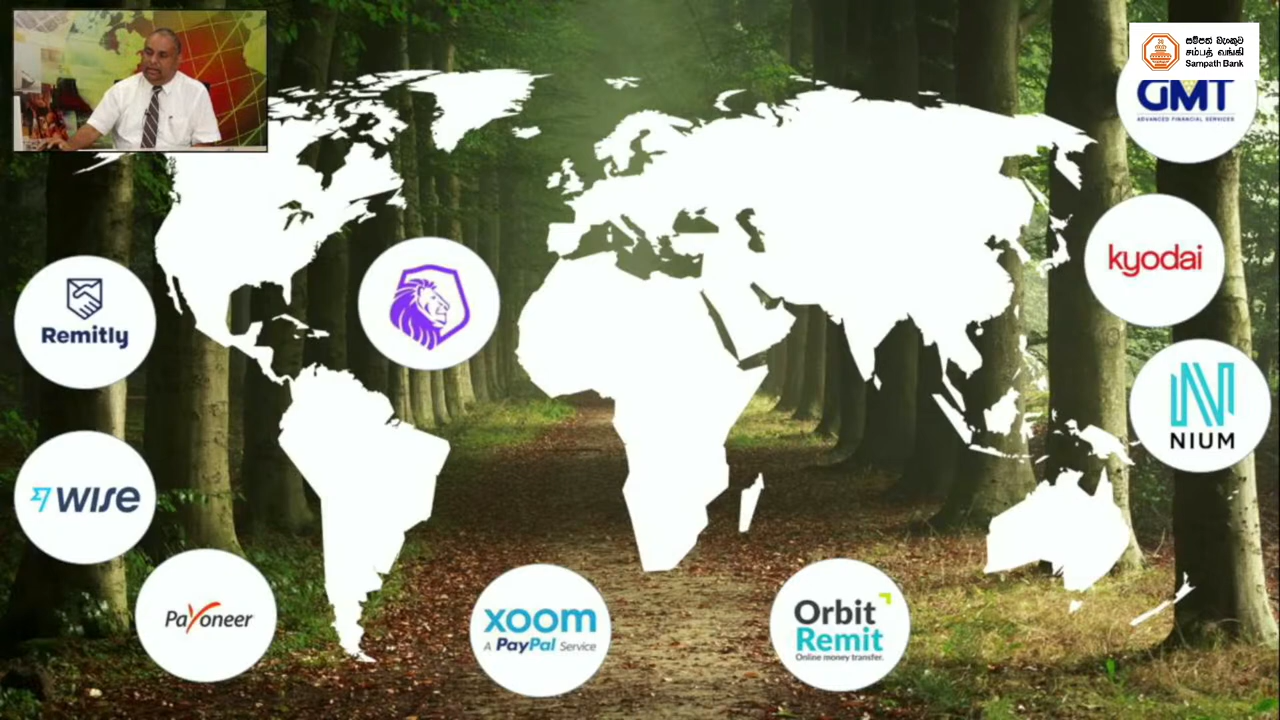 සම්පත් බැංකුව
சம்பத் வங்கி
Sampath Bank
GMT
ADVANCED FINANCIAL SERVICES
kyodai
Remitly
NIUM
WISE
Payoneer
xoom
A PayPal Service
Orbit
Remit
Online money transfer.